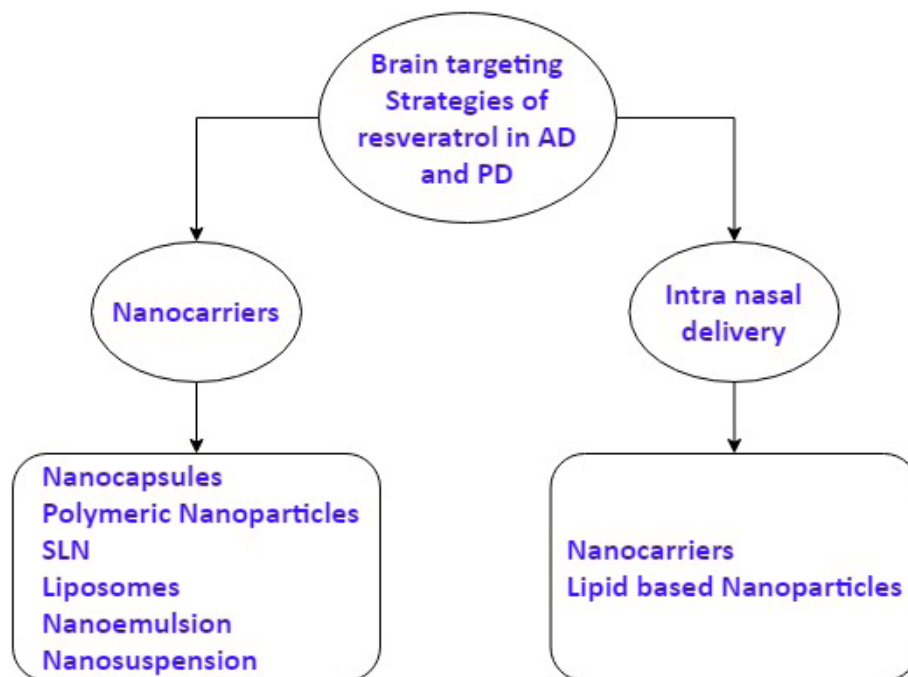 Brain targeting
Strategies of
resveratrol in AD
and PD
Nanocarriers
Intra nasal
delivery
Nanocapsules
Polymeric Nanoparticles
SLN
Liposomes
Nanoemulsion
Nanosuspension
Nanocarriers
Lipid based Nanoparticles